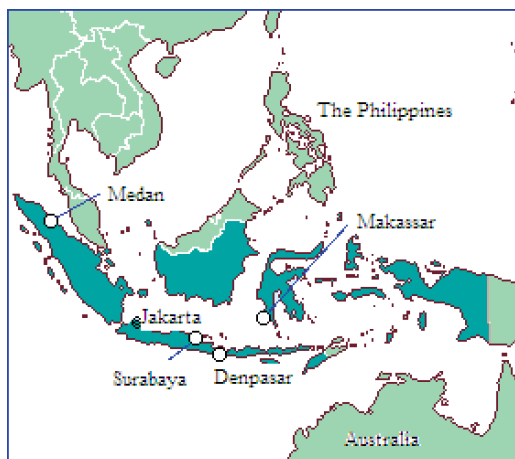 The Philippines
Medan
Makassar
Jakarta
Surabaya
Denpasar
Australia